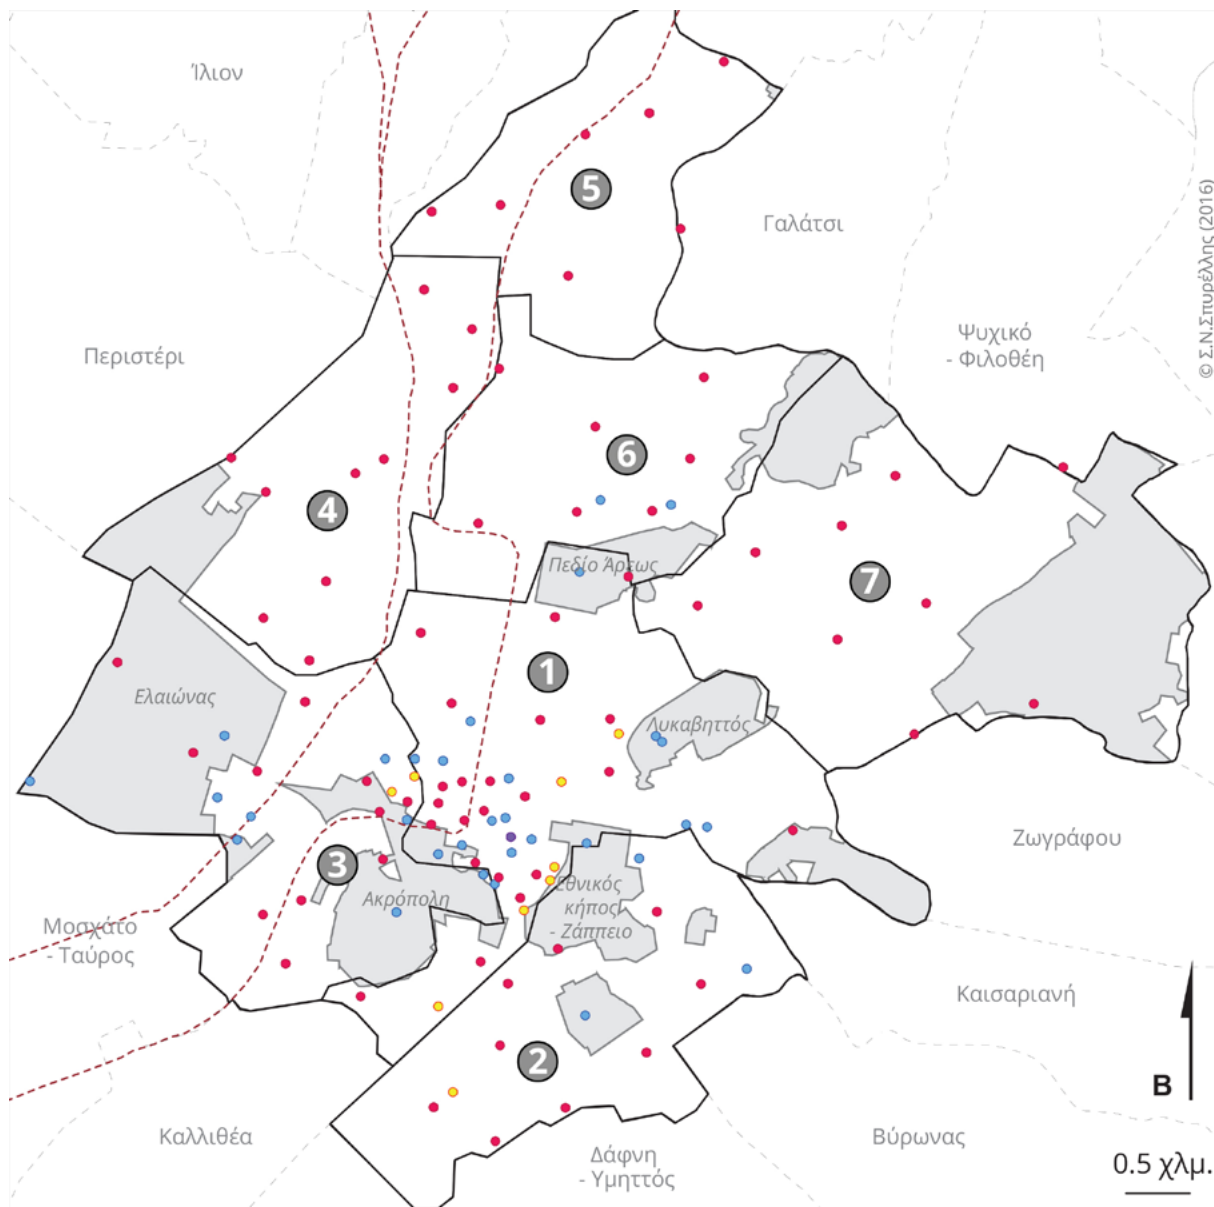 Ίλιον
5
Γαλάτσι
© Σ.Ν.Σπυρέλλης (2016)
Ψυχικό
- Φιλοθέη
Περιστέρι
6
4
Πεδίο Άρεως
7
1
Ελαιώνας
Λυκαβηττός
Ζωγράφου
3
Ακρόπολη
Εθνικός
κήπος
- Ζάππειο
Μοσχάτο
- Ταύρος
Καισαριανή
2
Β
Καλλιθέα
Βύρωνας
Δάφνη
- Υμηττός
0.5 χλμ.